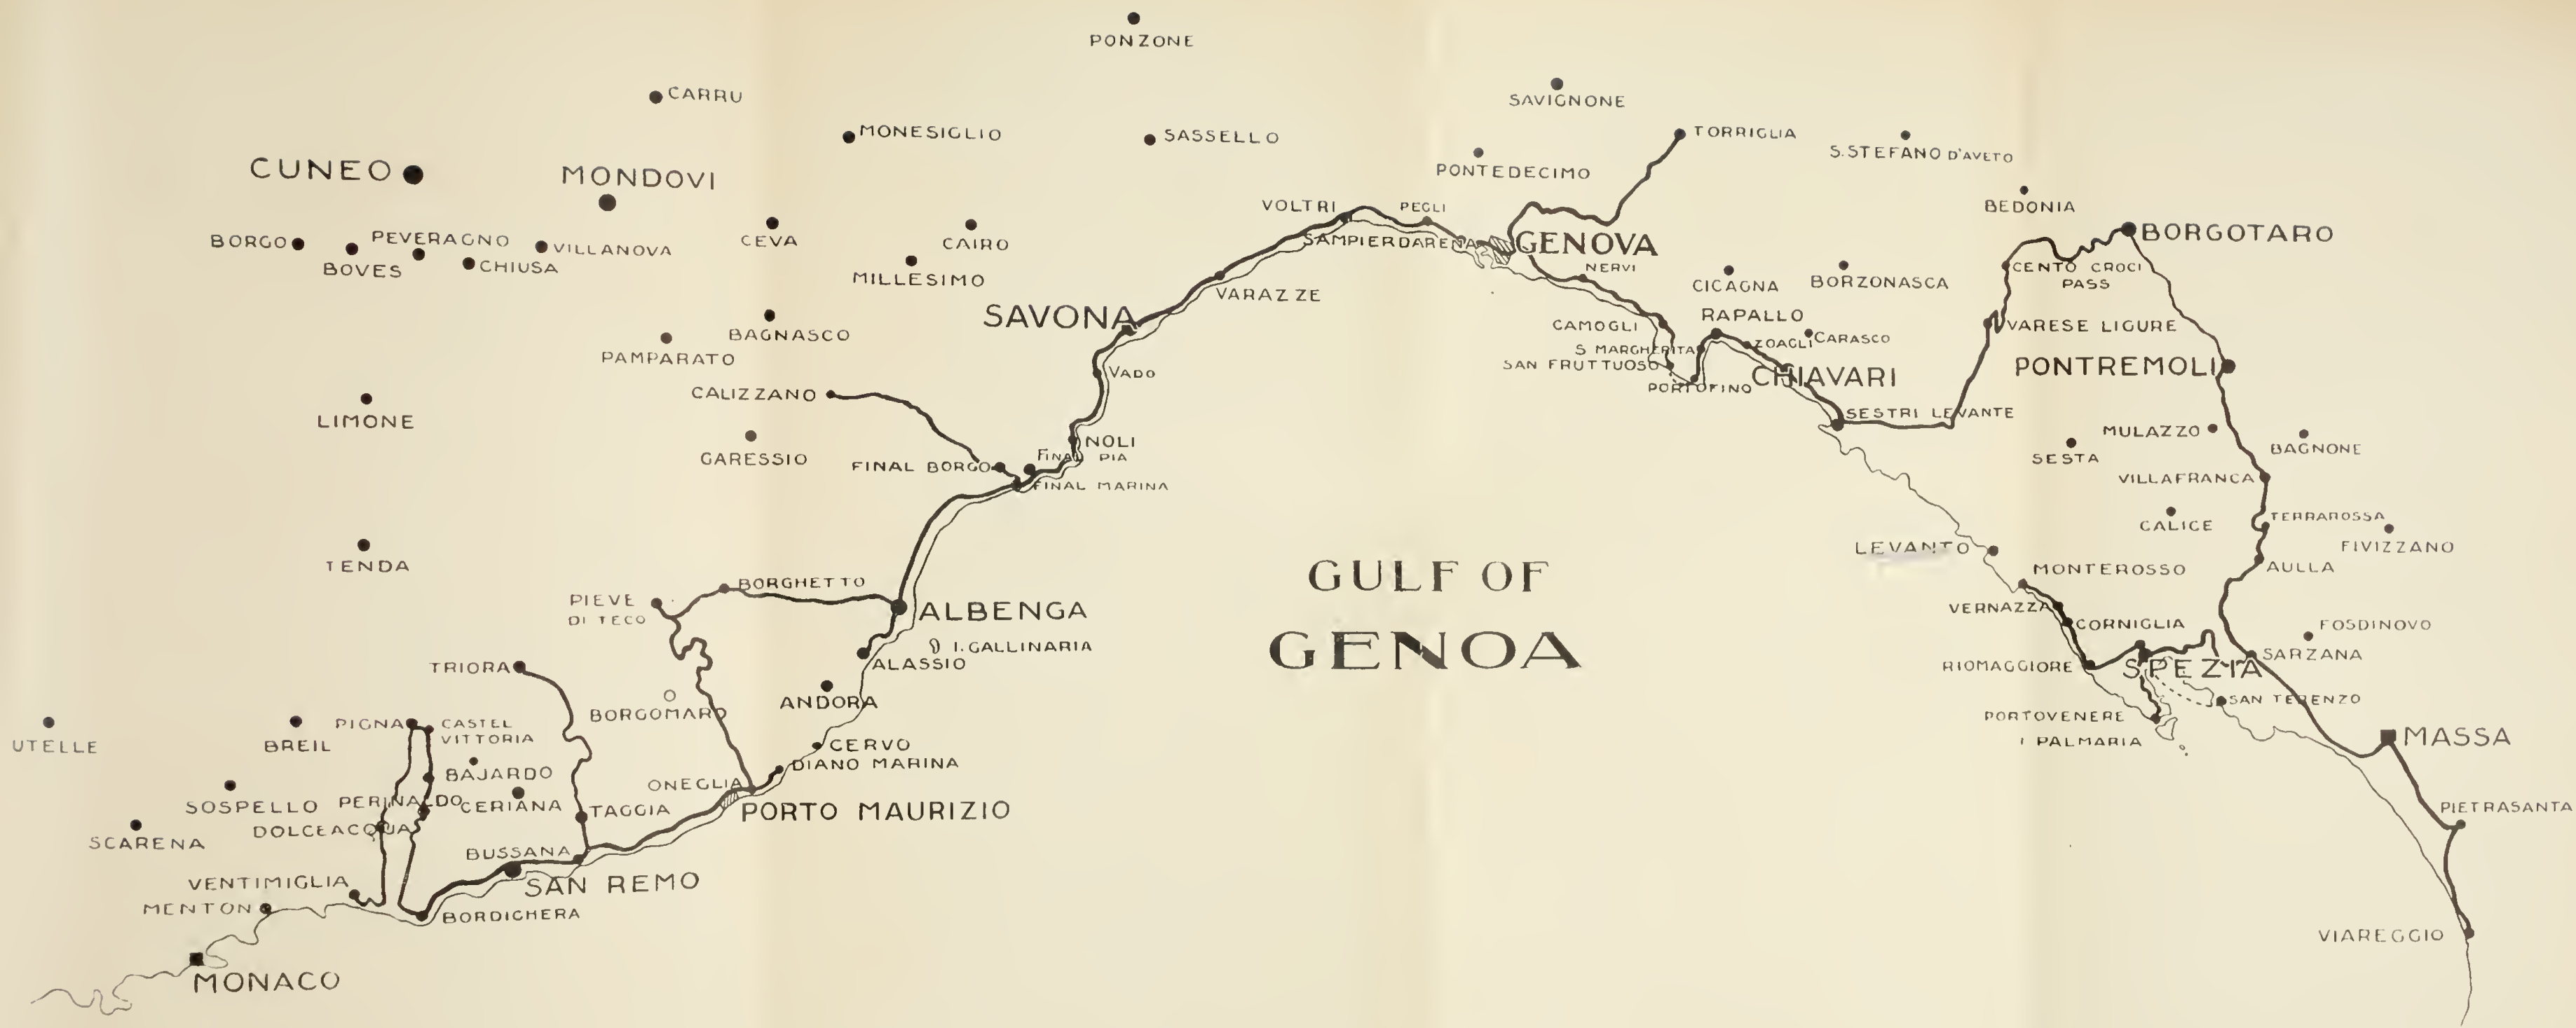 PONZONE
CARRU
SAVIGNONE
MONESIGLIO
SASSELLO
TORRIGLIA
S. STEFANO D'AVETO
CUNEO
MONDOVI
PONTEDECIMO
VOLTRI
PEGLI
BEDONIA
BORGO
PEVERAGNO
VILLANOVA
CEVA
CAIRO
SAMPIERDARENA
GENOVA
BORGOTARO
BOVES
CHIUSA
MILLESIMO
NERVI
CENTO CROCI
PASS
CICAGNA
BORZONASCA
VARAZZE
SAVONA
RAPALLO
BAGNASCO
CAMOGLI
CARASCO
VARESE LIGURE
PAMPARATO
S MARGHERITA
ZOAGLI
SAN FRUTTUOSO
PONTREMOLI
VADO
CHIAVARI
PORTOFINO
CALIZZANO
LIMONE
SESTRI LEVANTE
MULAZZO
NOLI
BAGNONE
GARESSIO
FINAL BORGO
FINAL PIA
SESTA
FINAL MARINA
VILLAFRANCA
TERRAROSSA
CALICE
LEVANTO
FIVIZZANO
TENDA
AULLA
MONTEROSSO
GULF OF
GENOA
PIEVE
DI TECO
BORGHETTO
ALBENGA
VERNAZZA
CORNIGLIA
FOSDINOVO
I. GALLINARIA
ALASSIO
SARZANA
TRIORA
RIOMAGGIORE
SPEZIA
ANDORA
SAN TERENZO
BORGOMARO
PORTOVENERE
I PALMARIA
UTELLE
BREIL
PIGNA
CASTEL
VITTORIA
CERVO
MASSA
DIANO MARINA
BAJARDO
ONEGLIA
SOSPELLO
PERINALDO
CERIANA
TAGGIA
PORTO MAURIZIO
PIETRASANTA
DOLCEACQUA
SCARENA
BUSSANA
VENTIMIGLIA
SAN REMO
MENTON
BORDIGHERA
VIAREGGIO
MONACO